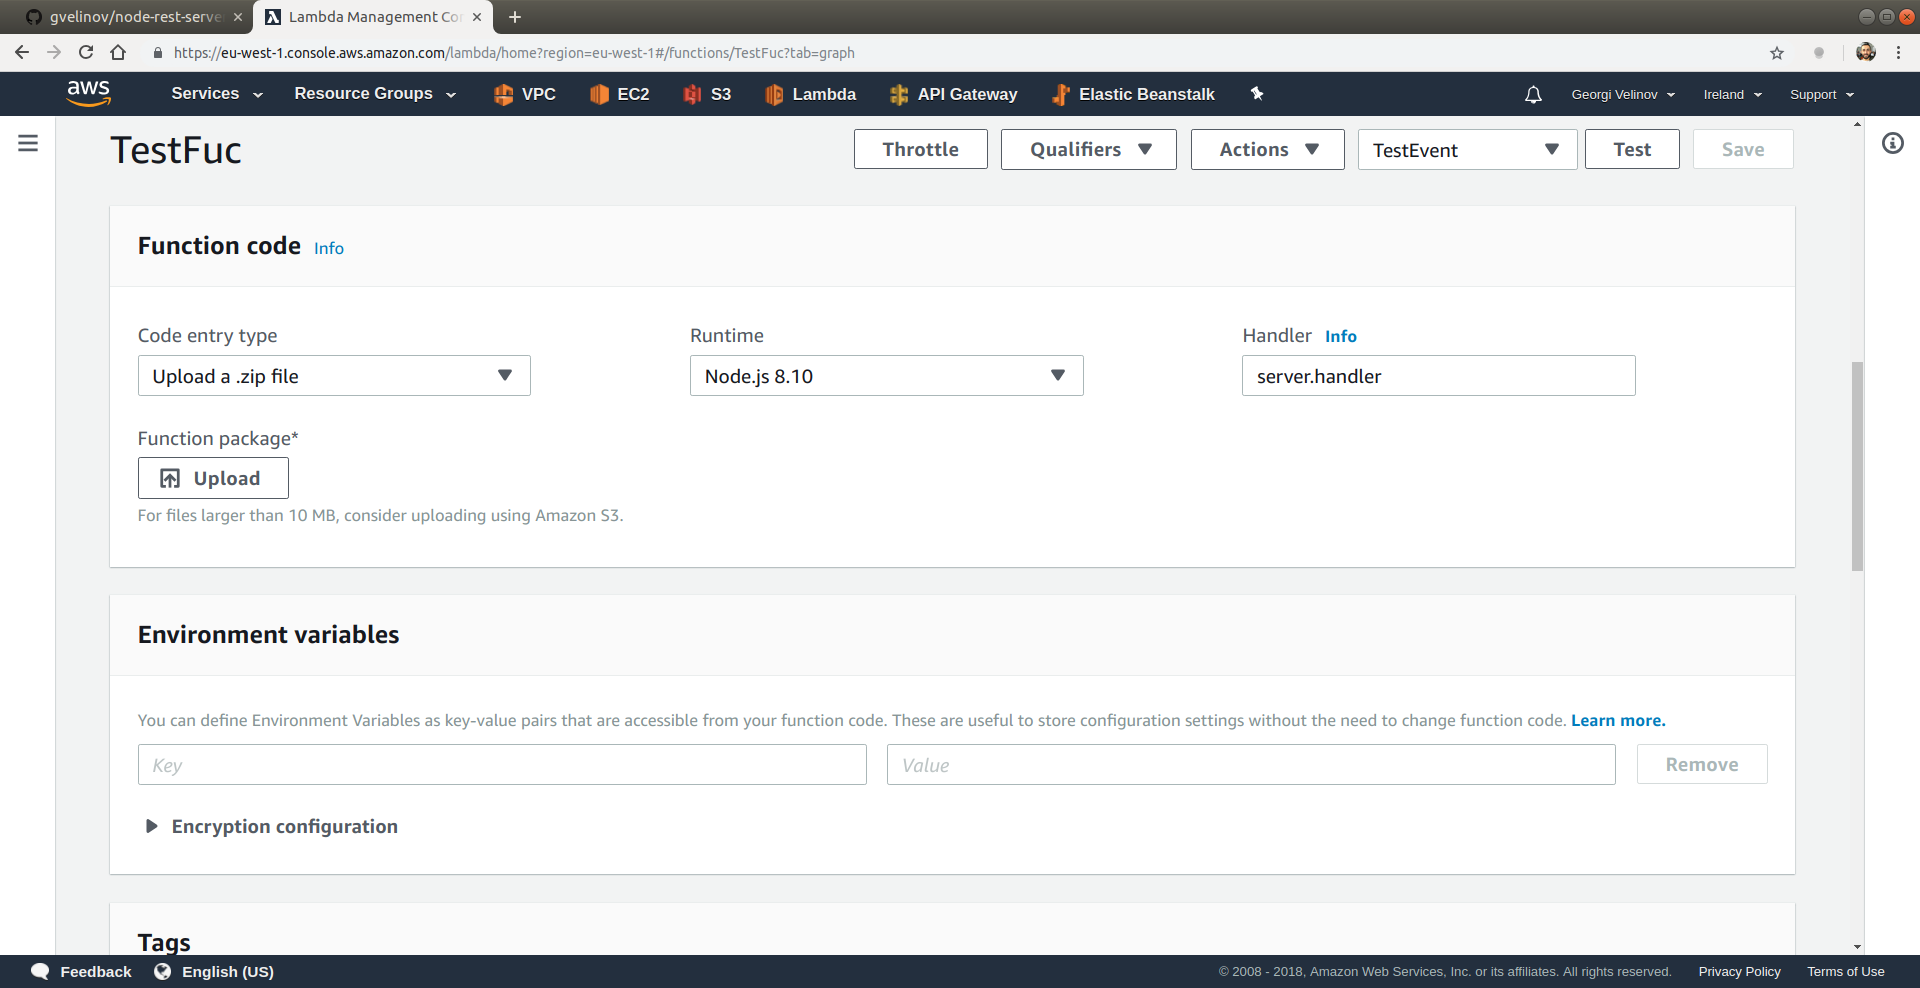 gvelinov/node-rest-serve
Lambda Management Co
https://eu-west-1.console.aws.amazon.com/lambda/home?region=eu-west-1#/functions/TestFuc?tab=graph
aws Services Resource Groups VPC EC2 S3 Lambda API Gateway Elastic Beanstalk Georgi Velinov Ireland Support
TestFuc Throttle Qualifiers Actions TestEvent Test Save
Function code Info
Code entry type Runtime Handler Info
Upload a .zip file Node.js 8.10 server.handler
Function package*
Upload
For files larger than 10 MB, consider uploading using Amazon S3.
Environment variables
You can define Environment Variables as key-value pairs that are accessible from your function code. These are useful to store configuration settings without the need to change function code. Learn more.
Key Value Remove
Encryption configuration
Tags
Feedback English (US) © 2008 - 2018, Amazon Web Services, Inc. or its affiliates. All rights reserved. Privacy Policy Terms of Use